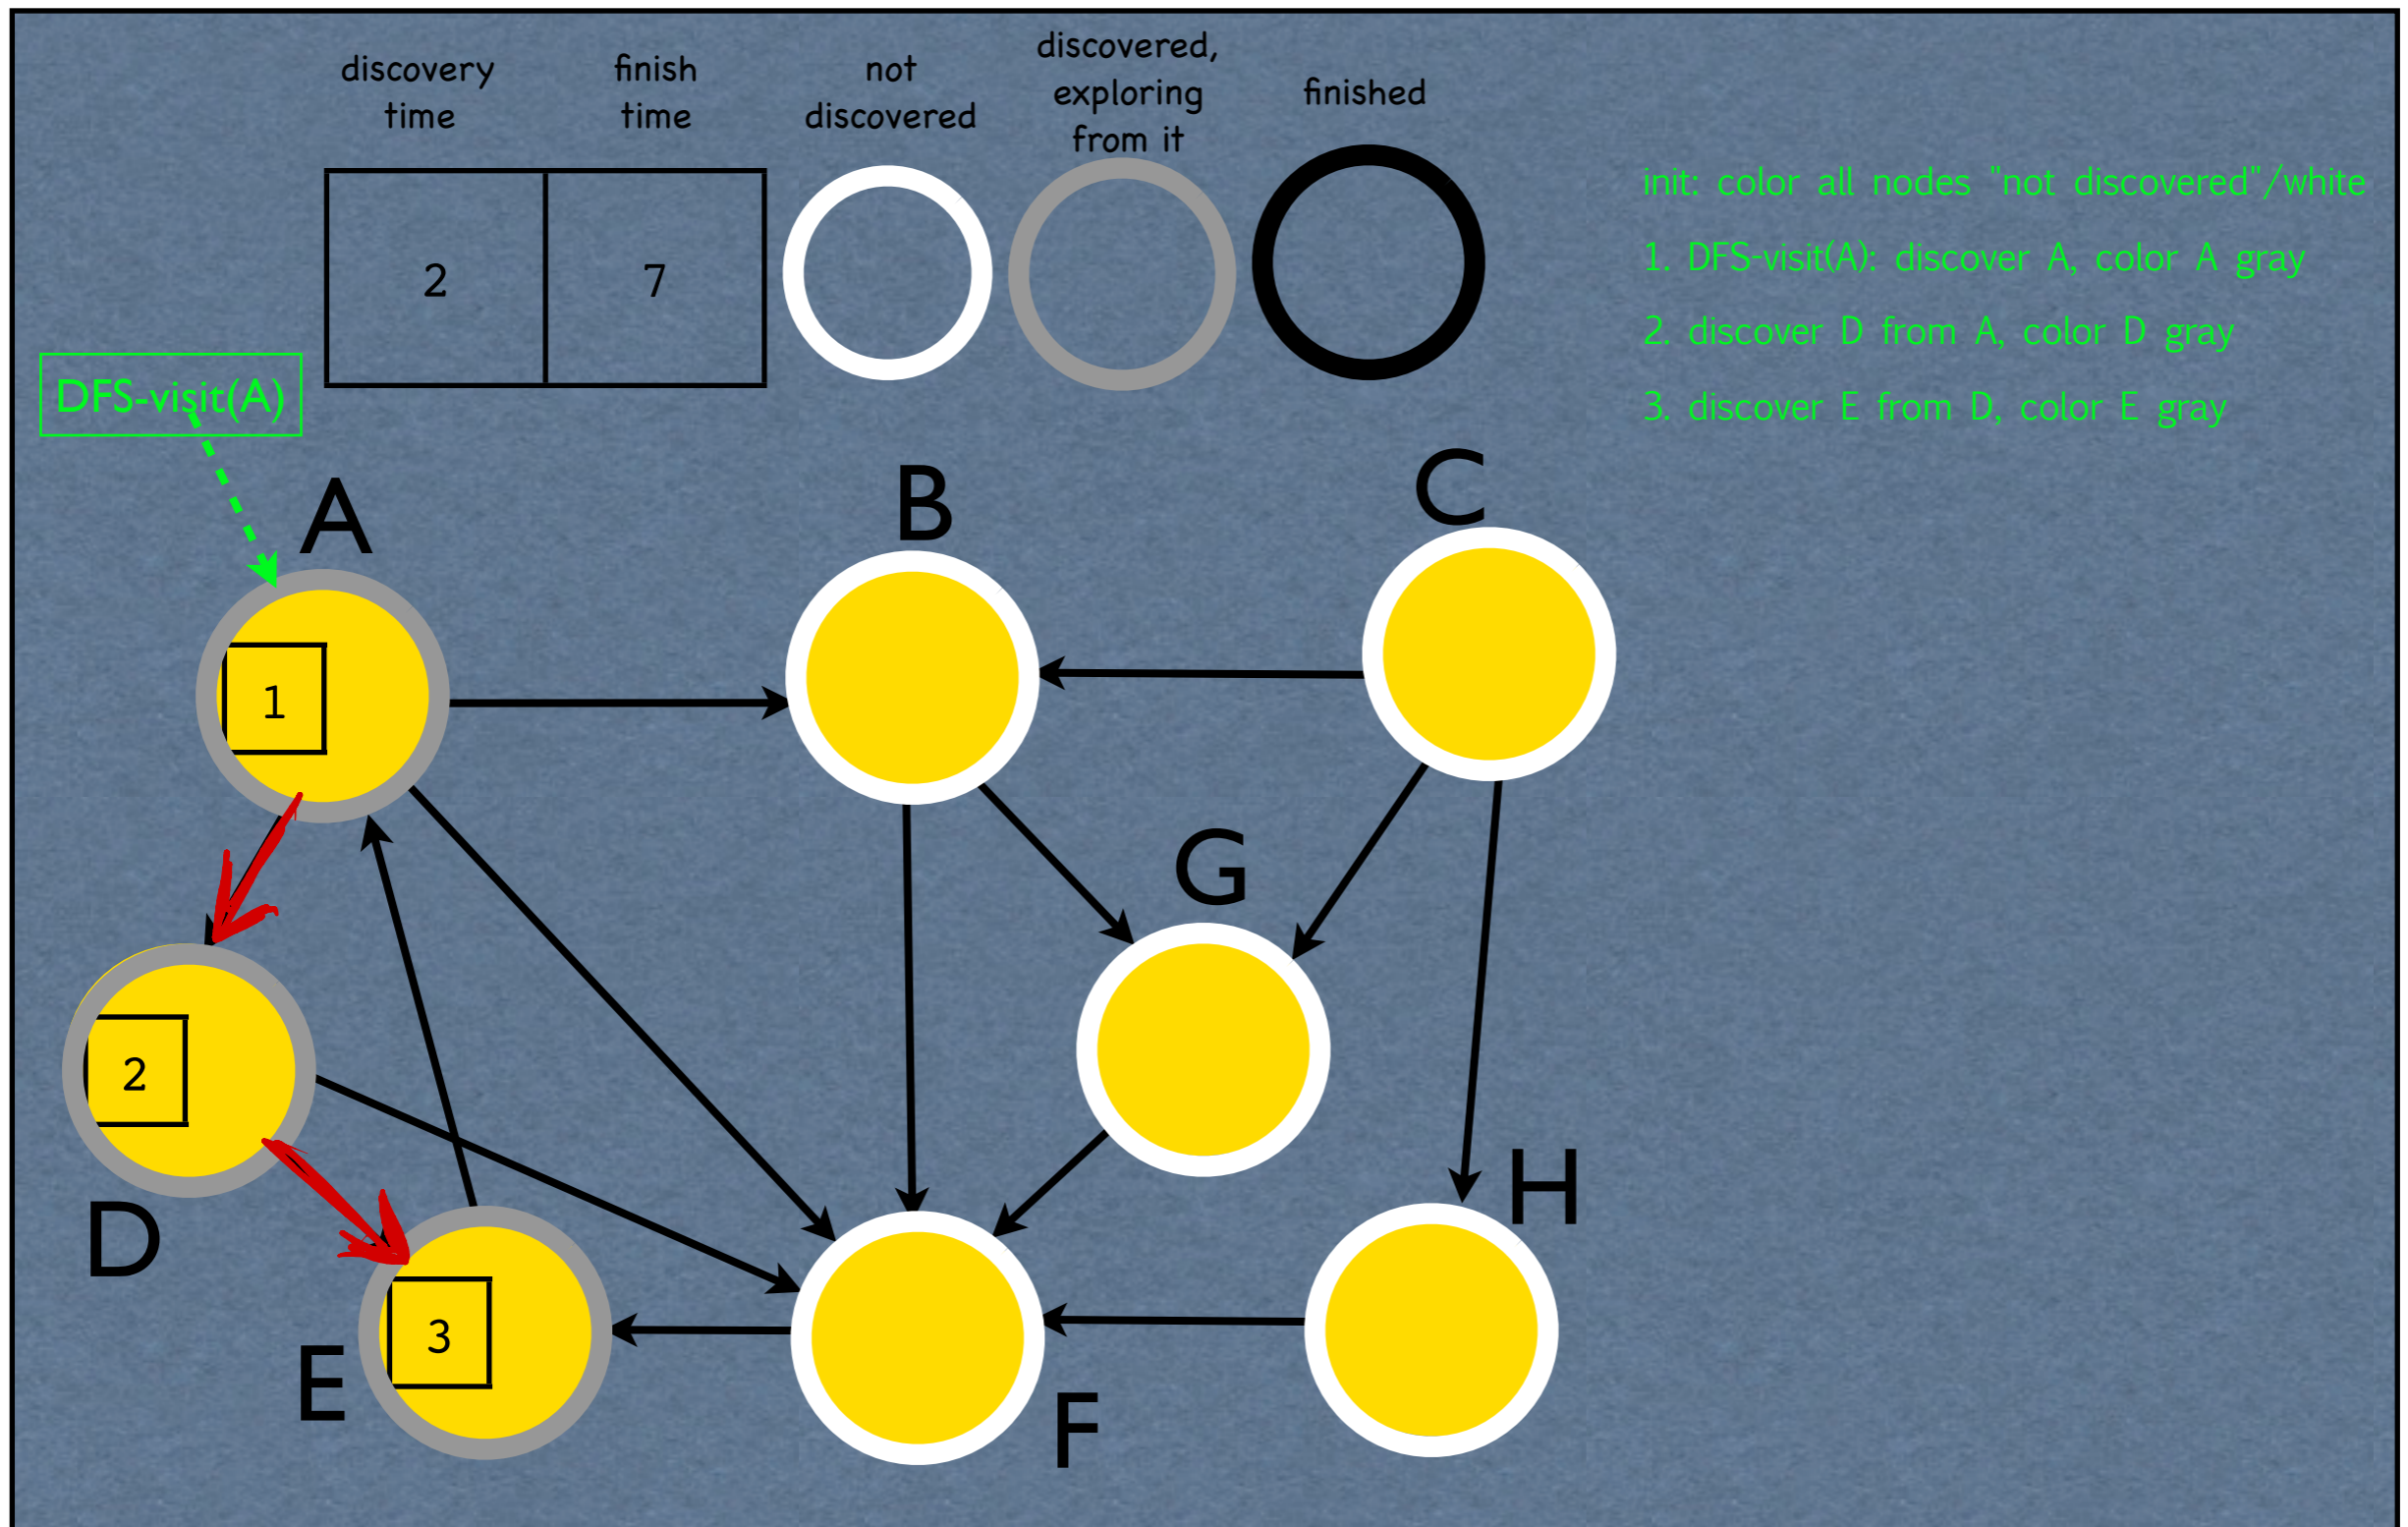 discovery
time
finish
time
not
discovered
discovered,
exploring
from it
finished
2
7
init: color all nodes "not discovered"/white
1. DFS-visit(A): discover A, color A gray
2. discover D from A, color D gray
3. discover E from D, color E gray
DFS-visit(A)
A
B
C
1
G
2
D
H
3
E
F